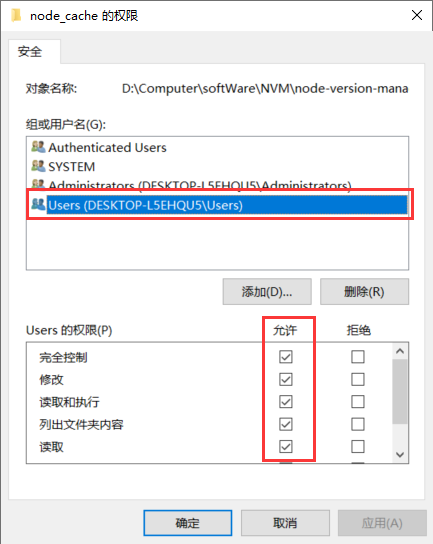 node_cache 的权限
安全
对象名称: D:\Computer\softWare\NVM\node-version-mana
组或用户名(G):
Authenticated Users
SYSTEM
Administrators (DESKTOP-L5EHQU5\Administrators)
Users (DESKTOP-L5EHQU5\Users)
添加(D)... 删除(R)
Users 的权限(P) 允许 拒绝
完全控制
修改
读取和执行
列出文件夹内容
读取
确定 取消 应用(A)